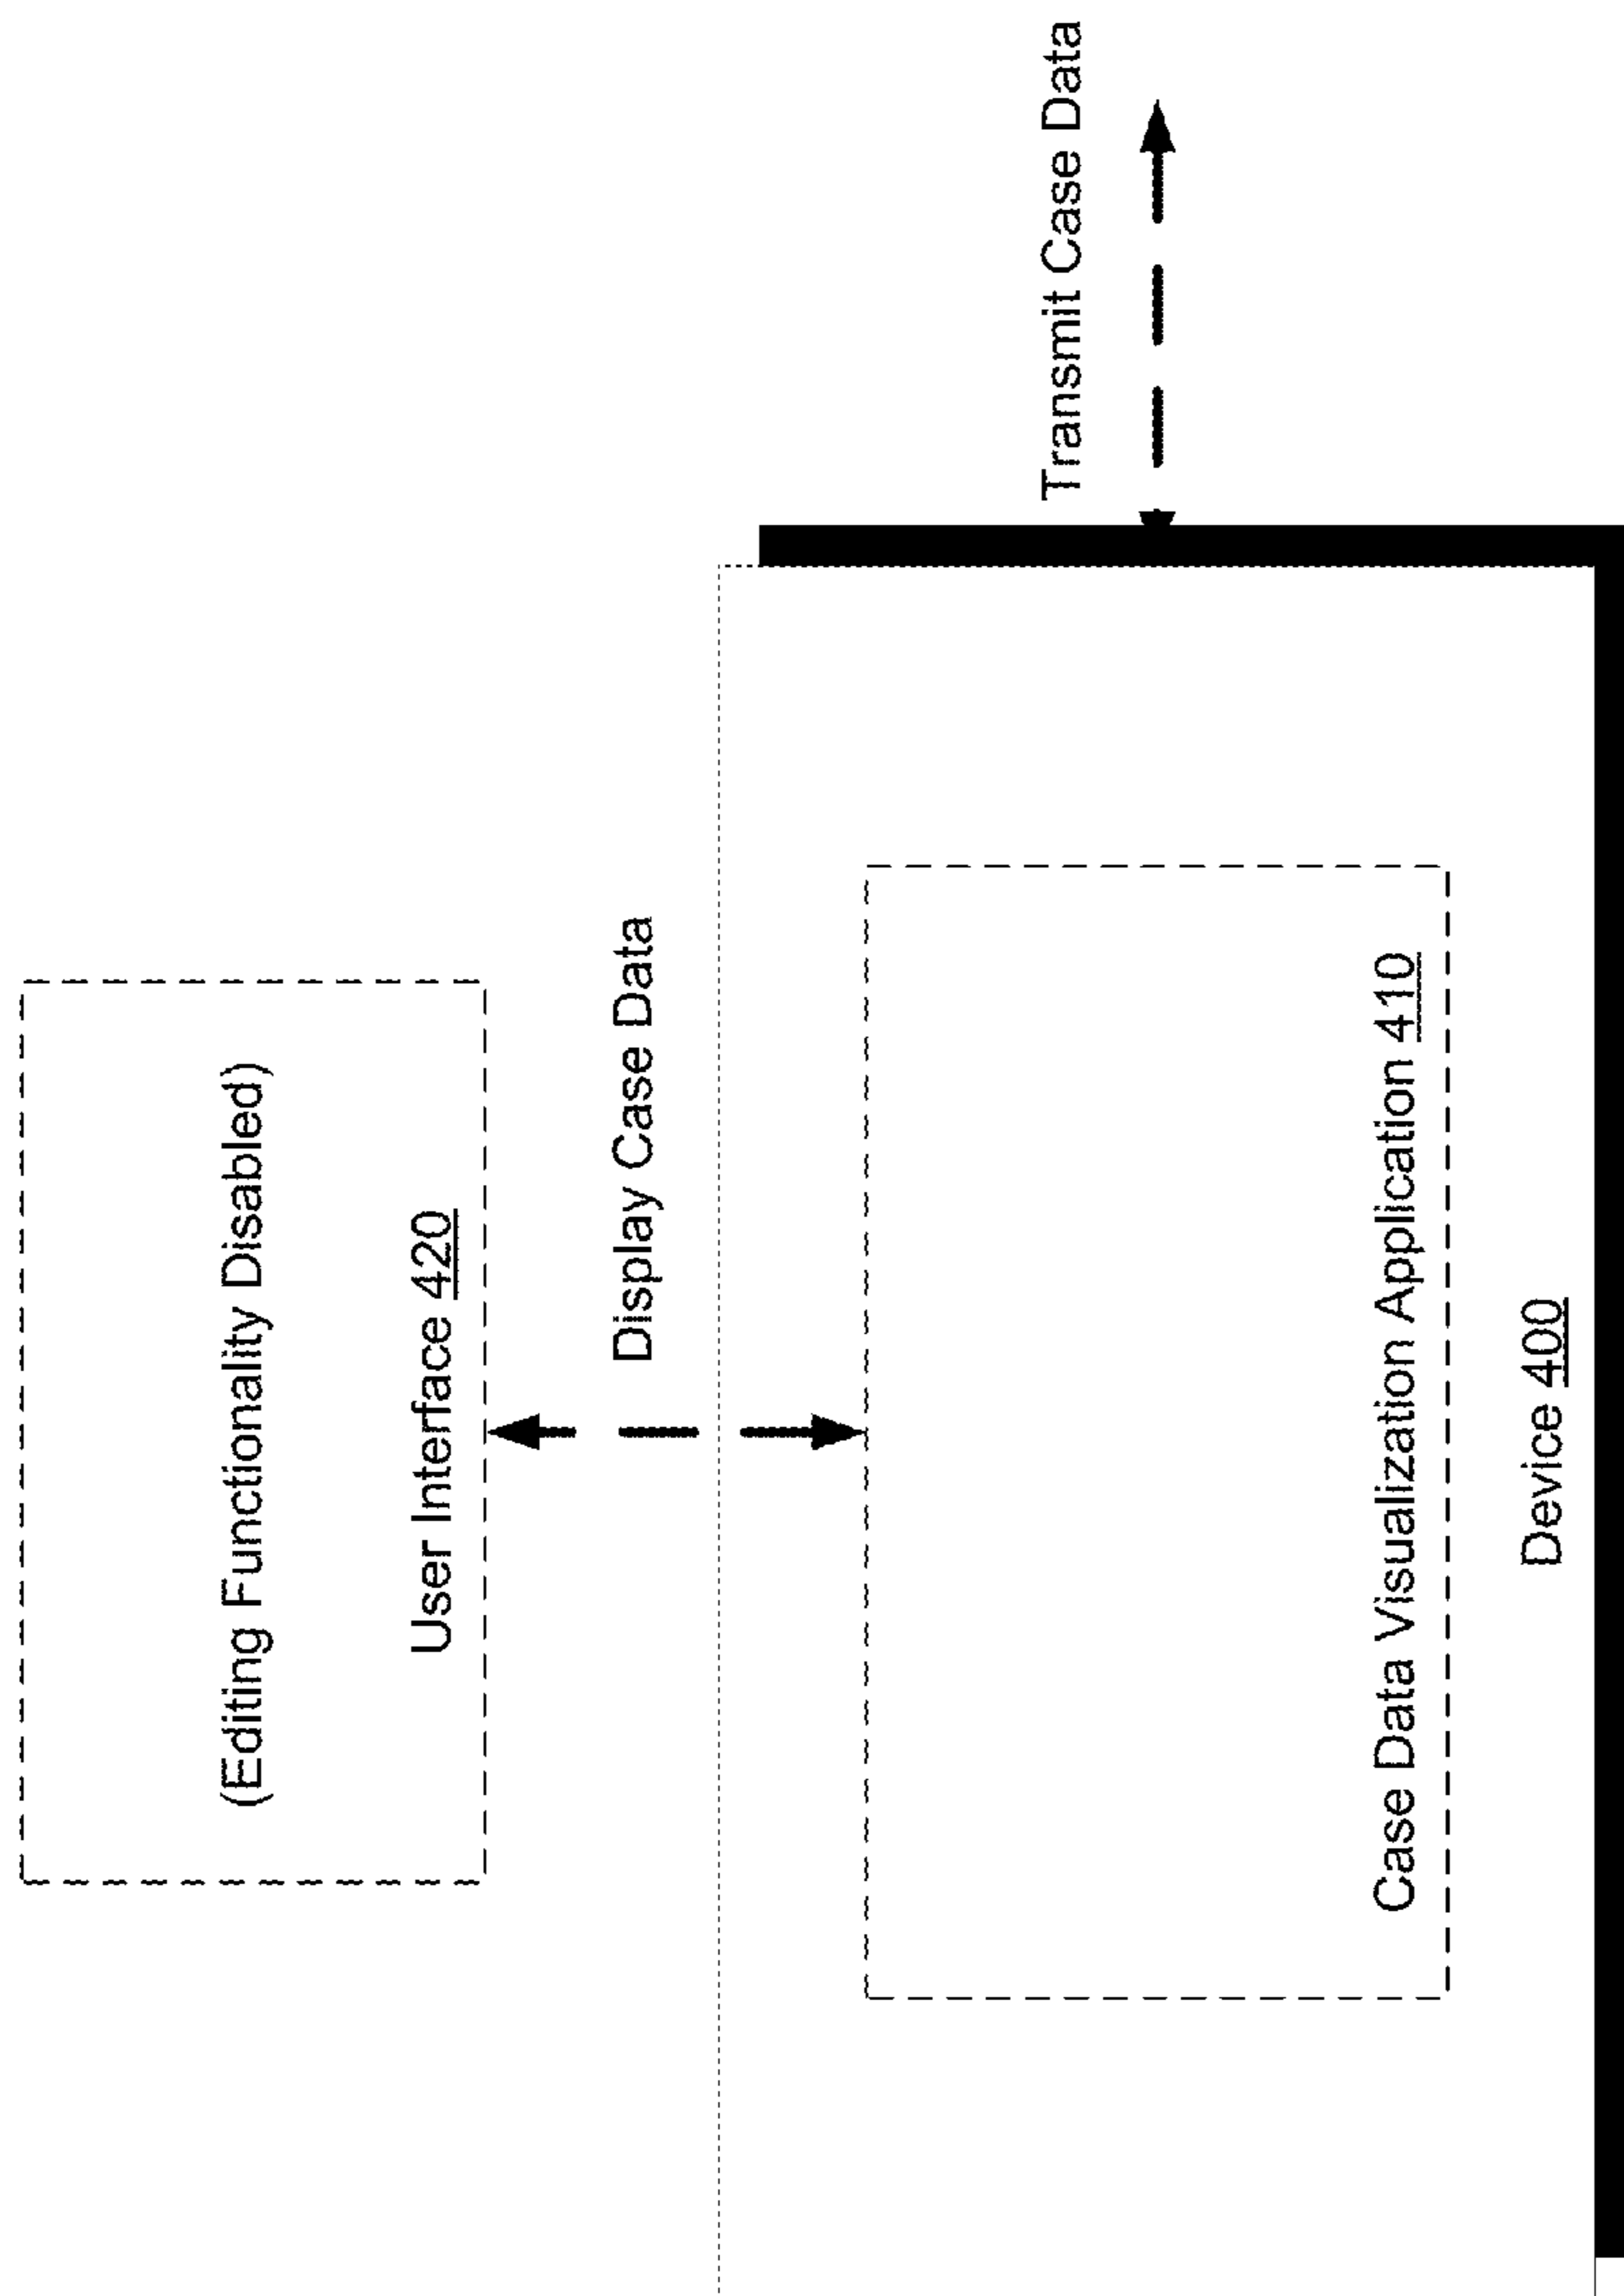 (Editing Functionality Disabled)
User Interface 420
Display Case Data
Transmit Case Data
Case Data Visualization Application 410
Device 400